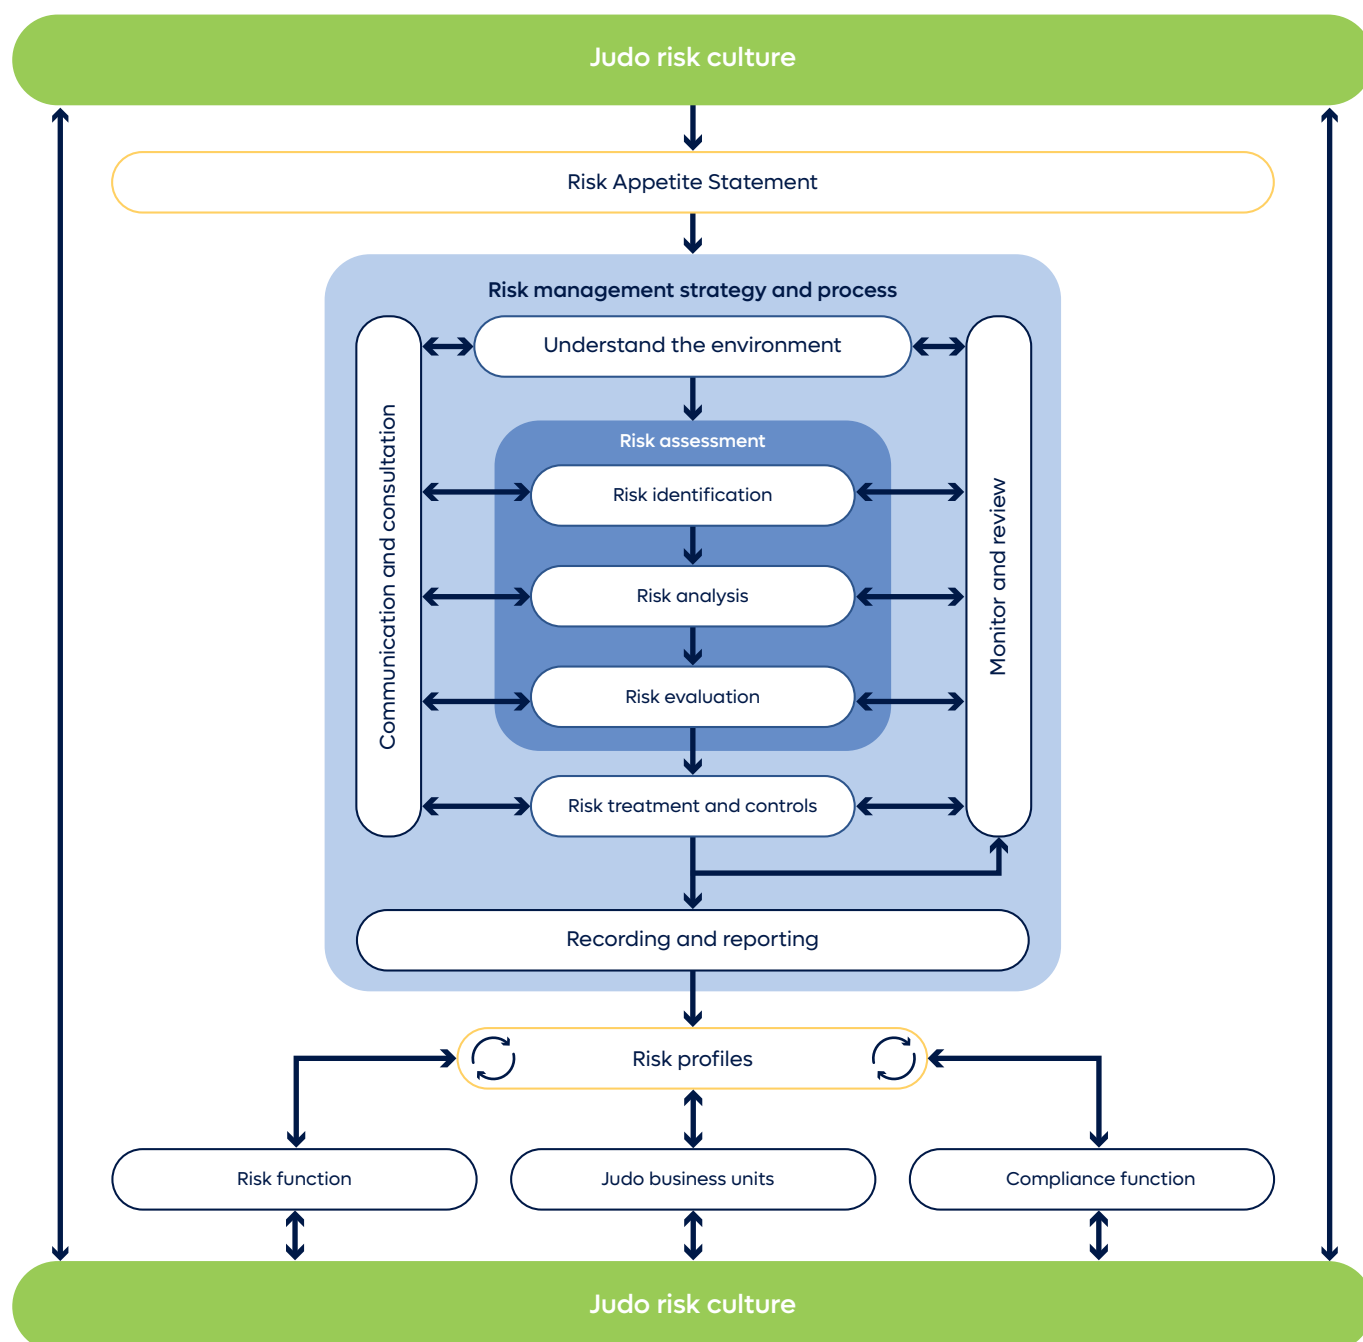 Judo risk culture
Risk Appetite Statement
Risk management strategy and process
Understand the environment
Communication and consultation
Monitor and review
Risk assessment
Risk identification
Risk analysis
Risk evaluation
Risk treatment and controls
Recording and reporting
Risk profiles
Risk function
Judo business units
Compliance function
Judo risk culture